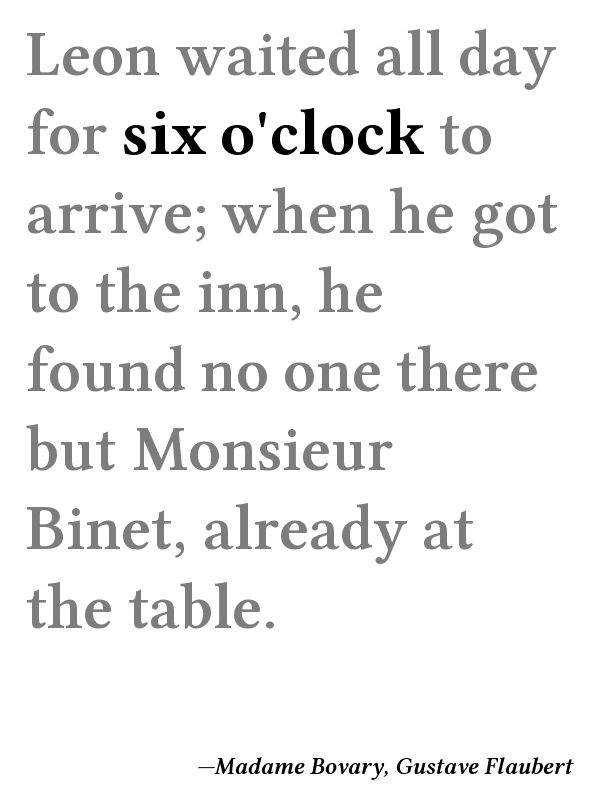 Leon waited all day
for six o'clock to
arrive; when he got
to the inn, he
found no one there
but Monsieur
Binet, already at
the table.
—Madame Bovary, Gustave Flaubert